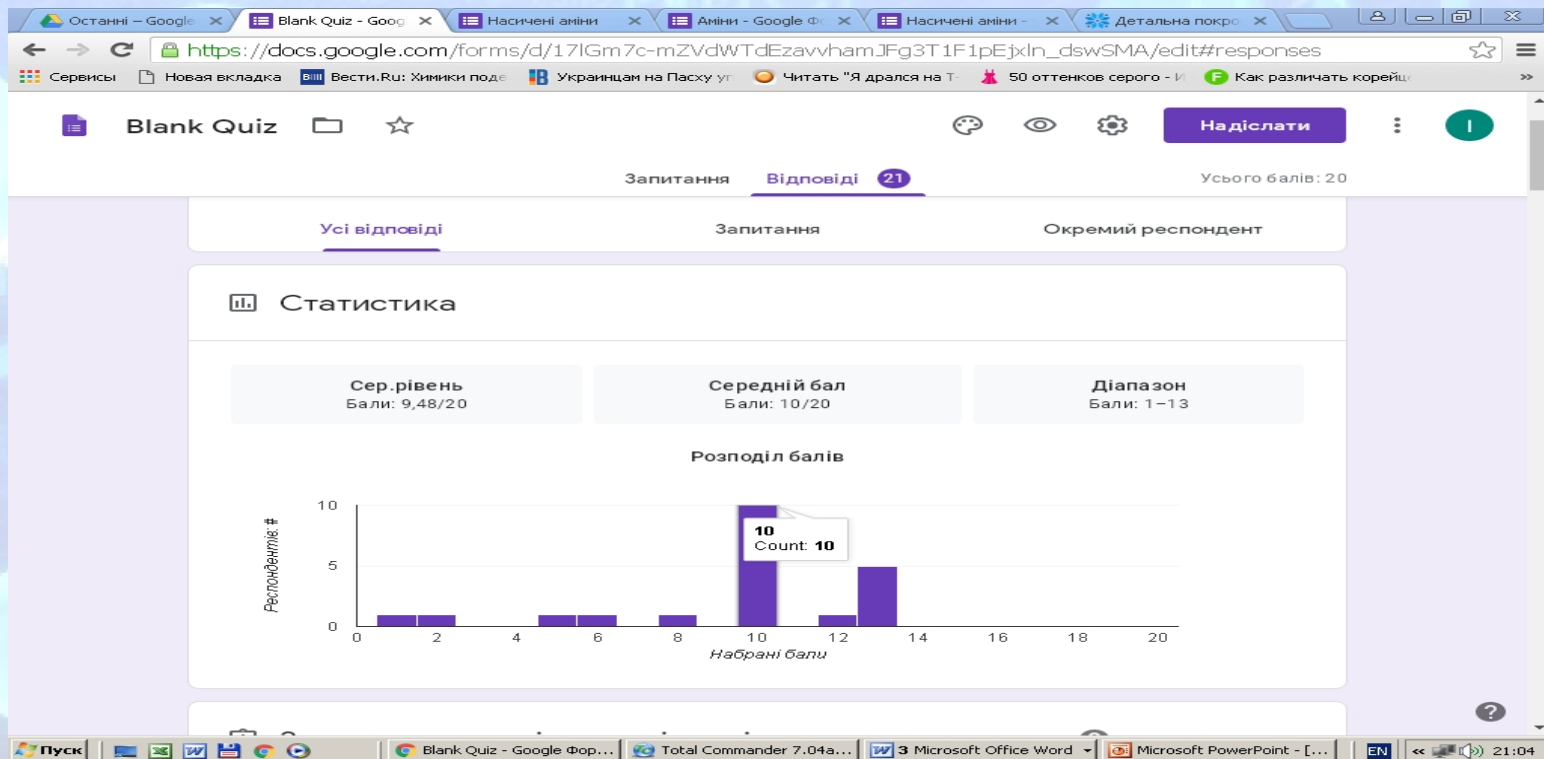 Останні – Google
Blank Quiz - Goog
Насичені аміни
Аміни - Google Фо
Насичені аміни -
Детальна покро
https://docs.google.com/forms/d/17lGm7c-mZVdWTdEzavvhamJFg3T1F1pEjxln_dswSMA/edit#responses
Сервисы
Новая вкладка
Вести.Ru: Химики поде
Украинцам на Пасху уг
Читать "Я дрался на Т-
50 оттенков серого - И
Как различать корейц
»
Blank Quiz
Надіслати
I
Запитання
Відповіді 21
Усього балів: 20
Усі відповіді
Запитання
Окремий респондент
Статистика
Сер.рівень
Бали: 9,48/20
Середній бал
Бали: 10/20
Діапазон
Бали: 1–13
Розподіл балів
Респондентів: #
10
5
0
10
Count: 10
0 2 4 6 8 10 12 14 16 18 20
Набрані бали
Пуск
Blank Quiz - Google Фор...
Total Commander 7.04a...
3 Microsoft Office Word
Microsoft PowerPoint - [...
EN
«
21:04